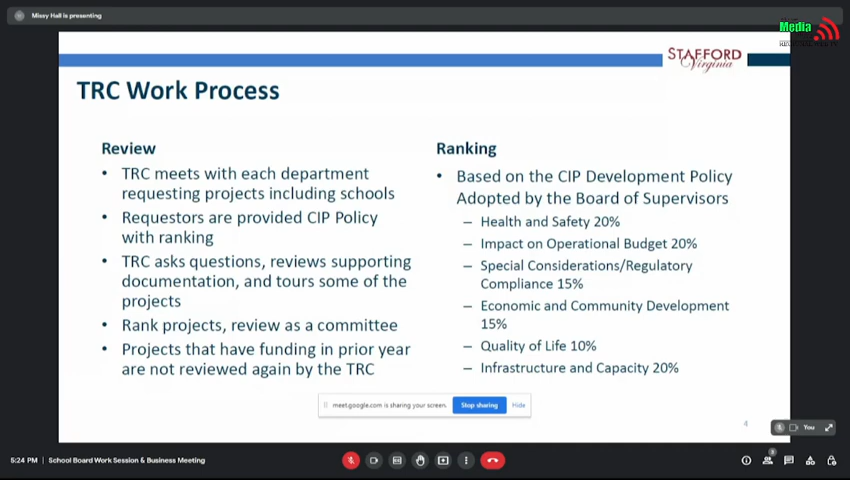 Missy Hall is presenting
Media
STAFFORD
Virginia
TRC Work Process
Review
• TRC meets with each department
requesting projects including schools
• Requestors are provided CIP Policy
with ranking
• TRC asks questions, reviews supporting
documentation, and tours some of the
projects
• Rank projects, review as a committee
• Projects that have funding in prior year
are not reviewed again by the TRC
Ranking
• Based on the CIP Development Policy
Adopted by the Board of Supervisors
– Health and Safety 20%
– Impact on Operational Budget 20%
– Special Considerations/Regulatory
Compliance 15%
– Economic and Community Development
15%
– Quality of Life 10%
– Infrastructure and Capacity 20%
meet.google.com is sharing your screen. Stop sharing Hide
4
You
5:24 PM | School Board Work Session & Business Meeting